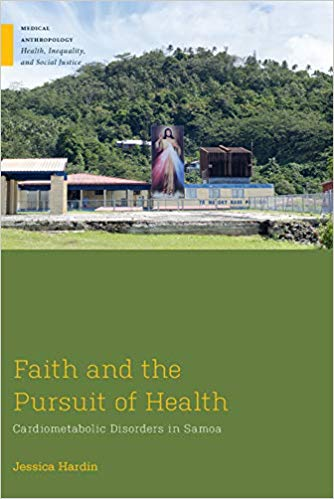 MEDICAL
ANTHROPOLOGY
Health, Inequality,
and Social Justice
Faith and the
Pursuit of Health
Cardiometabolic Disorders in Samoa
Jessica Hardin